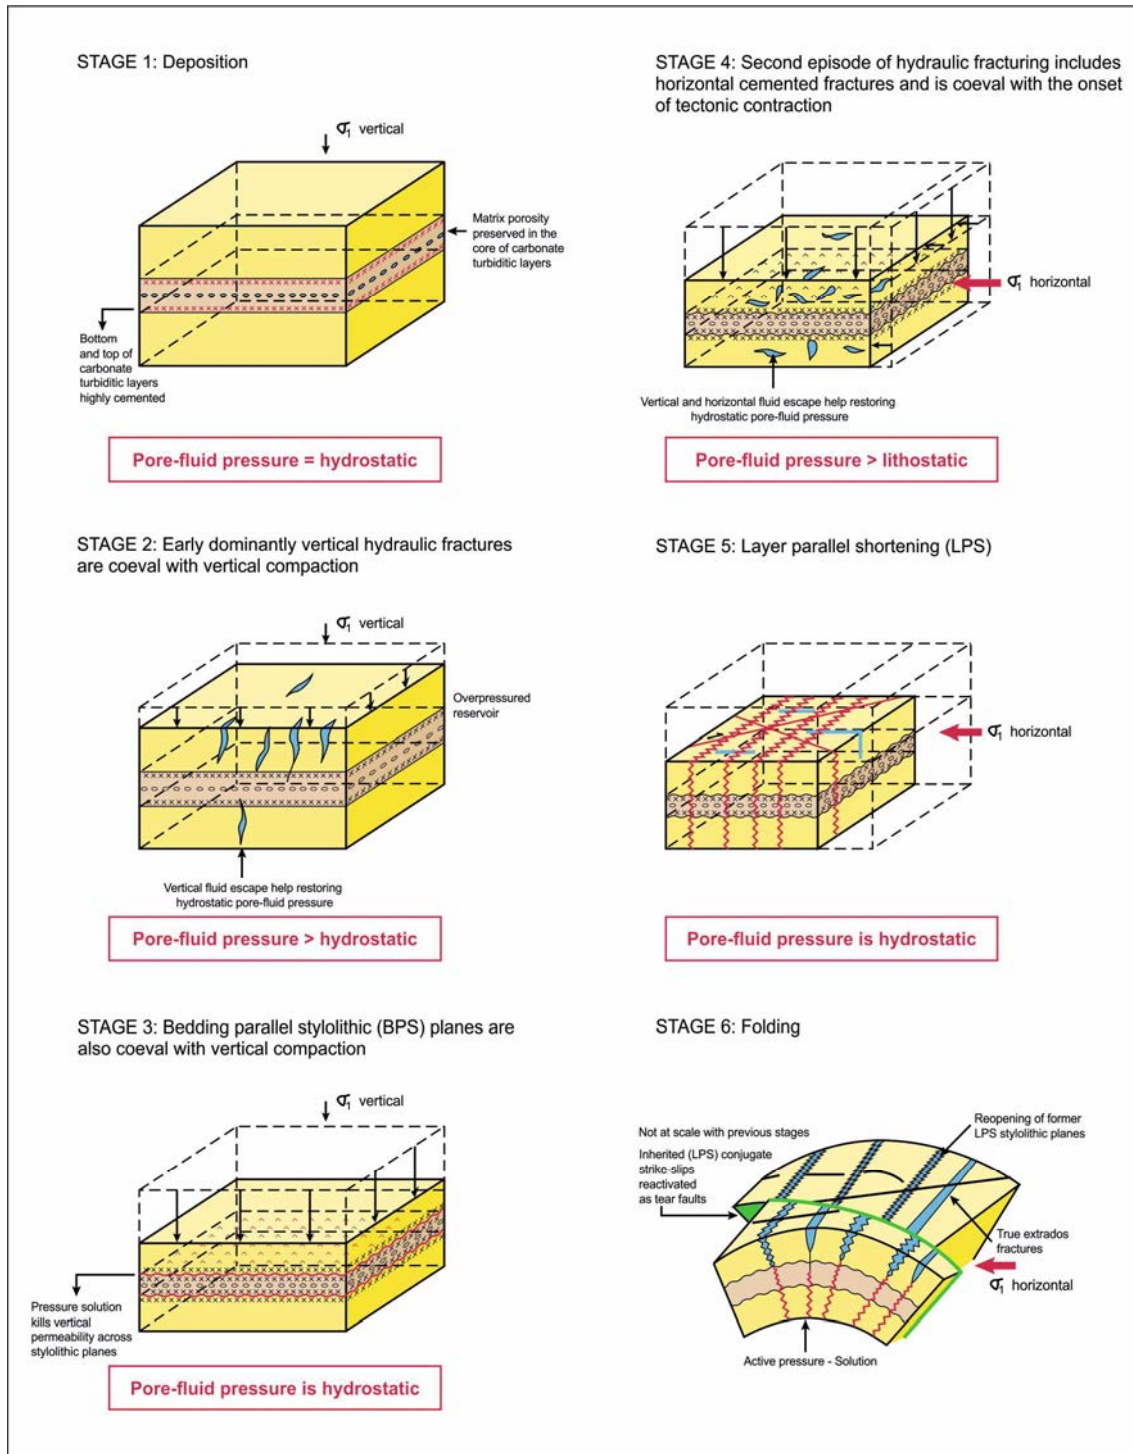 STAGE 1: Deposition
σ1 vertical
Matrix porosity
preserved in the
core of carbonate
turbiditic layers
Bottom
and top of
carbonate
turbiditic layers
highly cemented
Pore-fluid pressure = hydrostatic
STAGE 2: Early dominantly vertical hydraulic fractures
are coeval with vertical compaction
σ1 vertical
Overpressured
reservoir
Vertical fluid escape help restoring
hydrostatic pore-fluid pressure
Pore-fluid pressure > hydrostatic
STAGE 3: Bedding parallel stylolithic (BPS) planes are
also coeval with vertical compaction
σ1 vertical
Pressure solution
kills vertical
permeability across
stylolithic planes
Pore-fluid pressure is hydrostatic
STAGE 4: Second episode of hydraulic fracturing includes
horizontal cemented fractures and is coeval with the onset
of tectonic contraction
σ1 horizontal
Vertical and horizontal fluid escape help restoring
hydrostatic pore-fluid pressure
Pore-fluid pressure > lithostatic
STAGE 5: Layer parallel shortening (LPS)
σ1 horizontal
Pore-fluid pressure is hydrostatic
STAGE 6: Folding
Not at scale with previous stages
Inherited (LPS) conjugate
strike-slips
reactivated
as tear faults
Reopening of former
LPS stylolithic planes
True extrados
fractures
σ1 horizontal
Active pressure - Solution